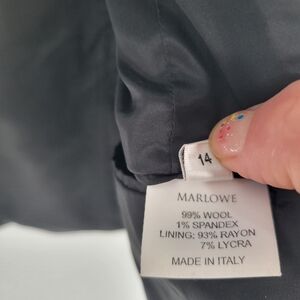 14
MARLOWE
99% WOOL
1% SPANDEX
LINING: 93% RAYON
7% LYCRA
MADE IN ITALY